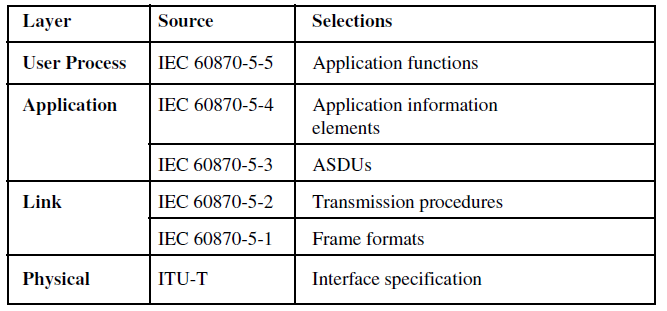 Layer Source Selections
User Process IEC 60870-5-5 Application functions
Application IEC 60870-5-4 Application information
elements
IEC 60870-5-3 ASDUs
Link IEC 60870-5-2 Transmission procedures
IEC 60870-5-1 Frame formats
Physical ITU-T Interface specification